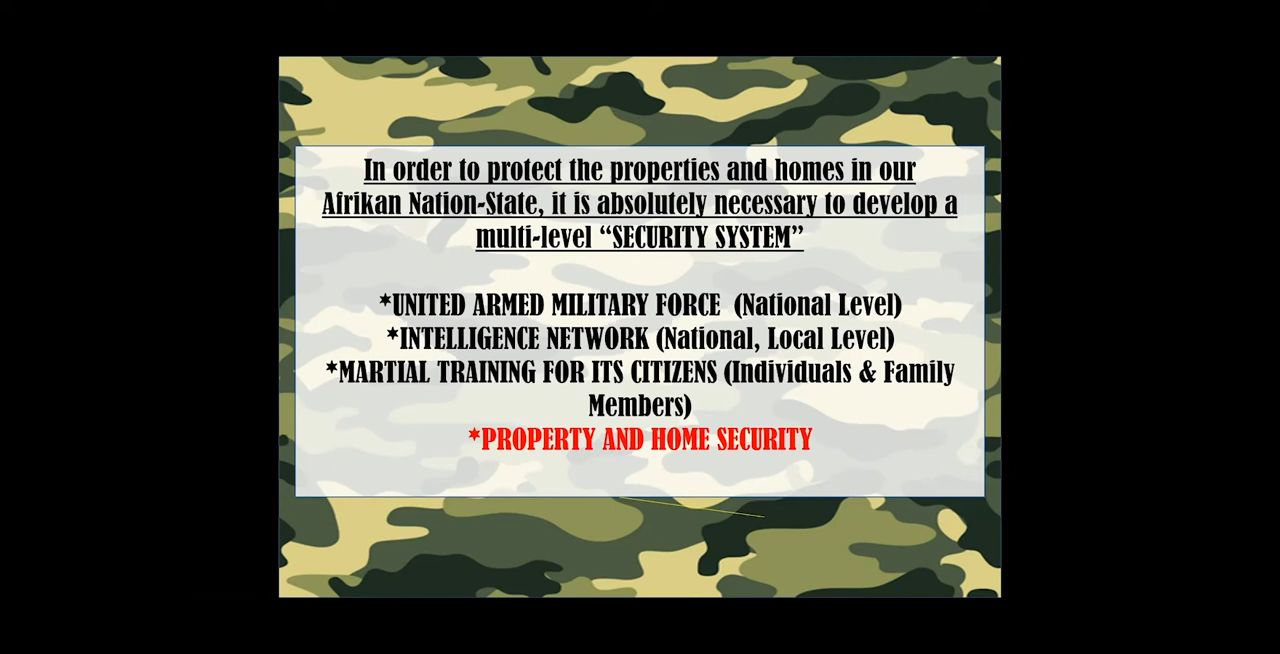 In order to protect the properties and homes in our
Afrikan Nation-State, it is absolutely necessary to develop a
multi-level “SECURITY SYSTEM”
*UNITED ARMED MILITARY FORCE (National Level)
*INTELLIGENCE NETWORK (National, Local Level)
*MARTIAL TRAINING FOR ITS CITIZENS (Individuals & Family
Members)
*PROPERTY AND HOME SECURITY